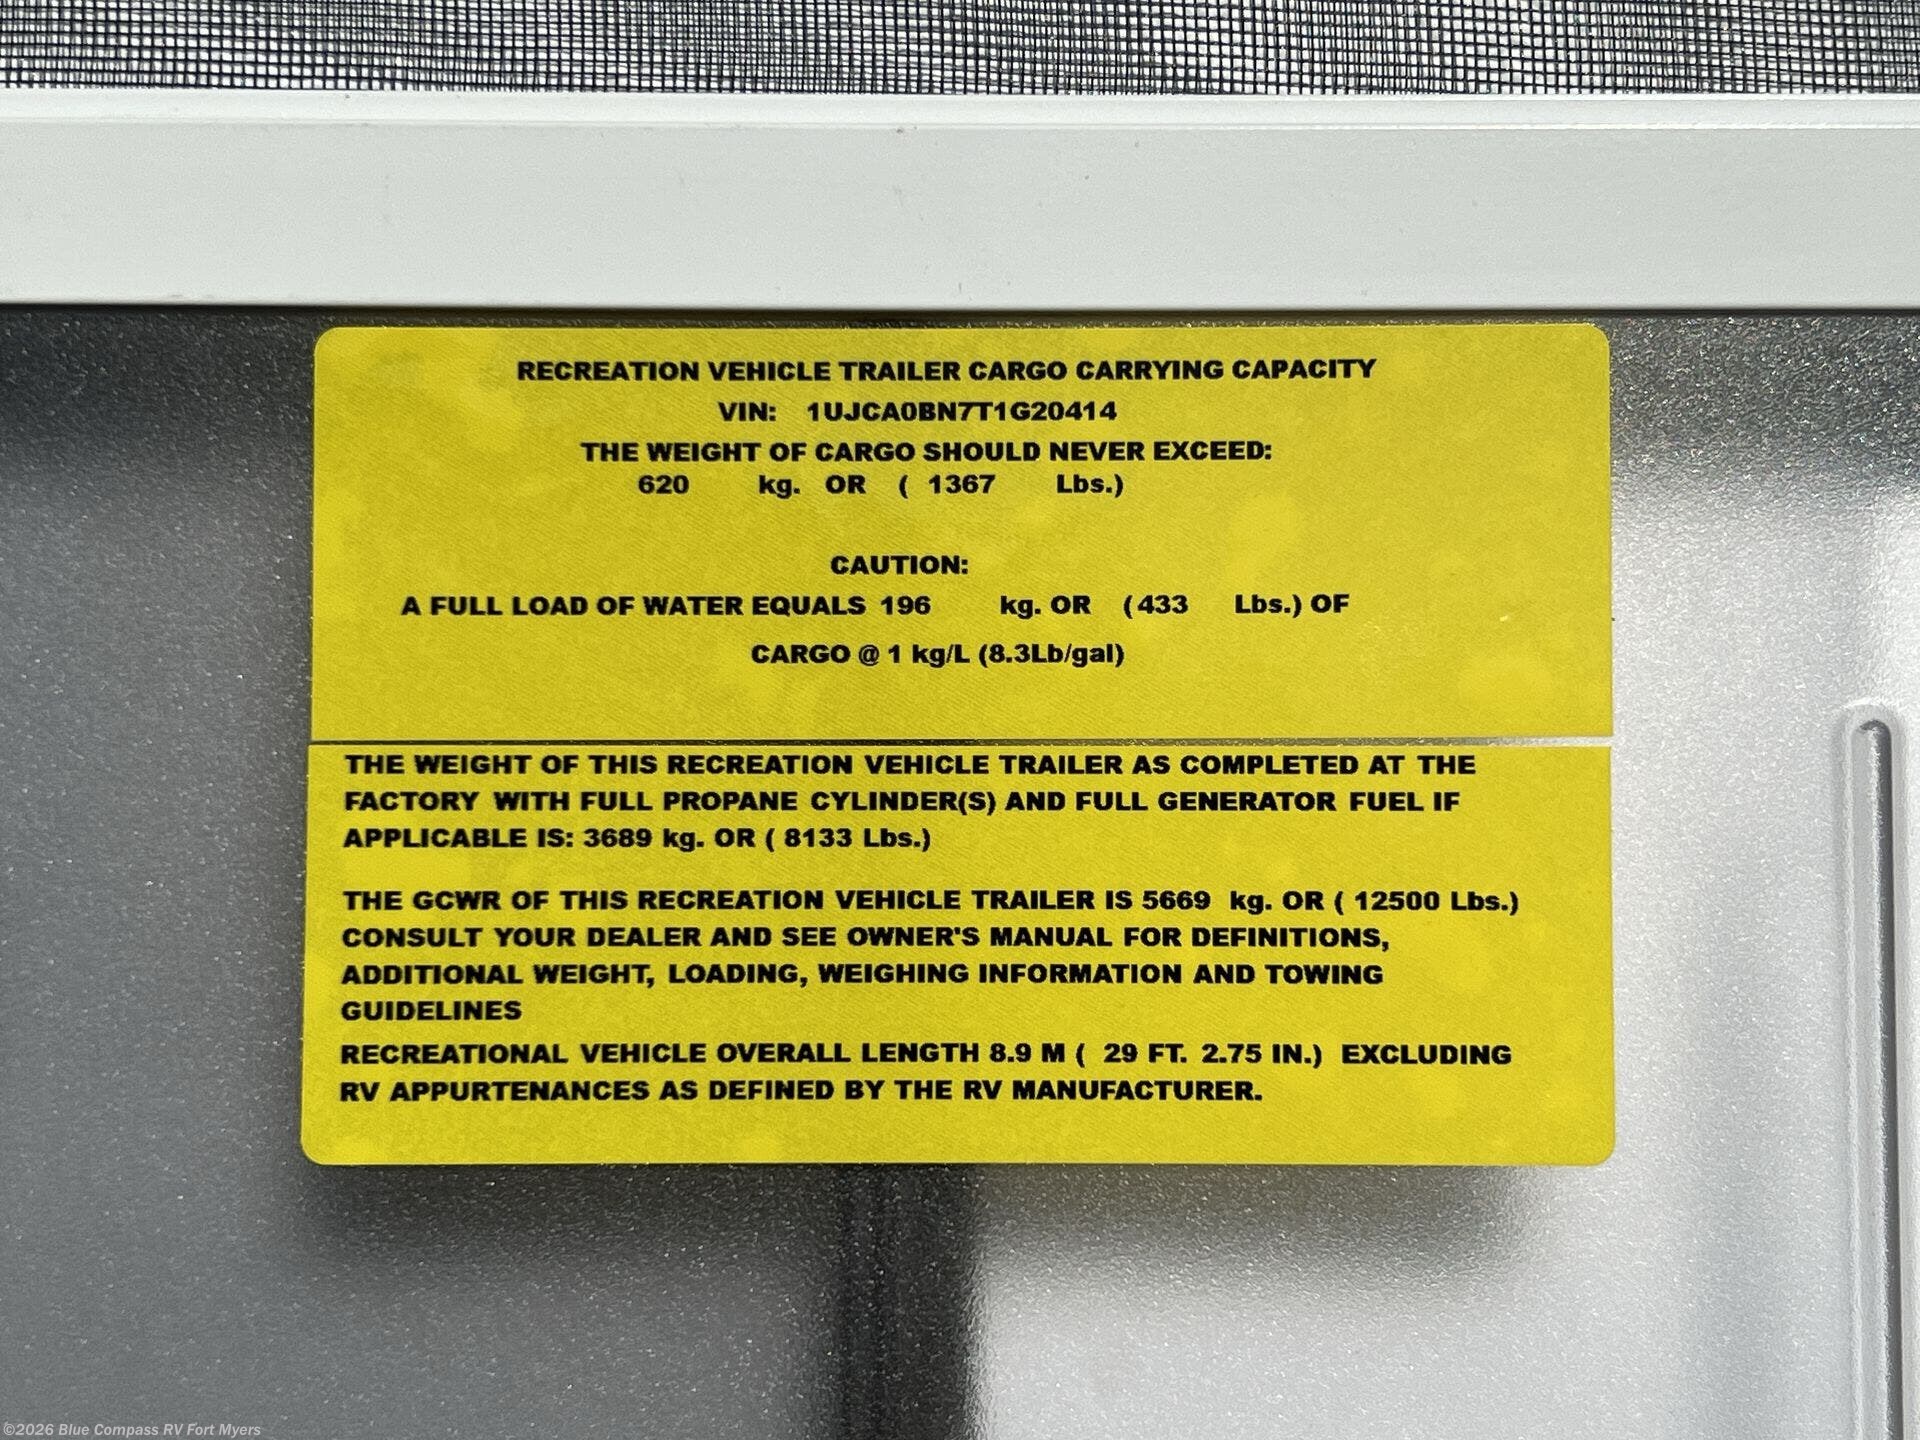 RECREATION VEHICLE TRAILER CARGO CARRYING CAPACITY
VIN: 1UJCA0BN7T1G20414
THE WEIGHT OF CARGO SHOULD NEVER EXCEED:
620 kg. OR ( 1367 Lbs.)
CAUTION:
A FULL LOAD OF WATER EQUALS 196 kg. OR (433 Lbs.) OF
CARGO @ 1 kg/L (8.3Lb/gal)
THE WEIGHT OF THIS RECREATION VEHICLE TRAILER AS COMPLETED AT THE
FACTORY WITH FULL PROPANE CYLINDER(S) AND FULL GENERATOR FUEL IF
APPLICABLE IS: 3689 kg. OR ( 8133 Lbs.)
THE GCWR OF THIS RECREATION VEHICLE TRAILER IS 5669 kg. OR ( 12500 Lbs.)
CONSULT YOUR DEALER AND SEE OWNER'S MANUAL FOR DEFINITIONS,
ADDITIONAL WEIGHT, LOADING, WEIGHING INFORMATION AND TOWING
GUIDELINES
RECREATIONAL VEHICLE OVERALL LENGTH 8.9 M ( 29 FT. 2.75 IN.) EXCLUDING
RV APPURTENANCES AS DEFINED BY THE RV MANUFACTURER.
©2026 Blue Compass RV Fort Myers